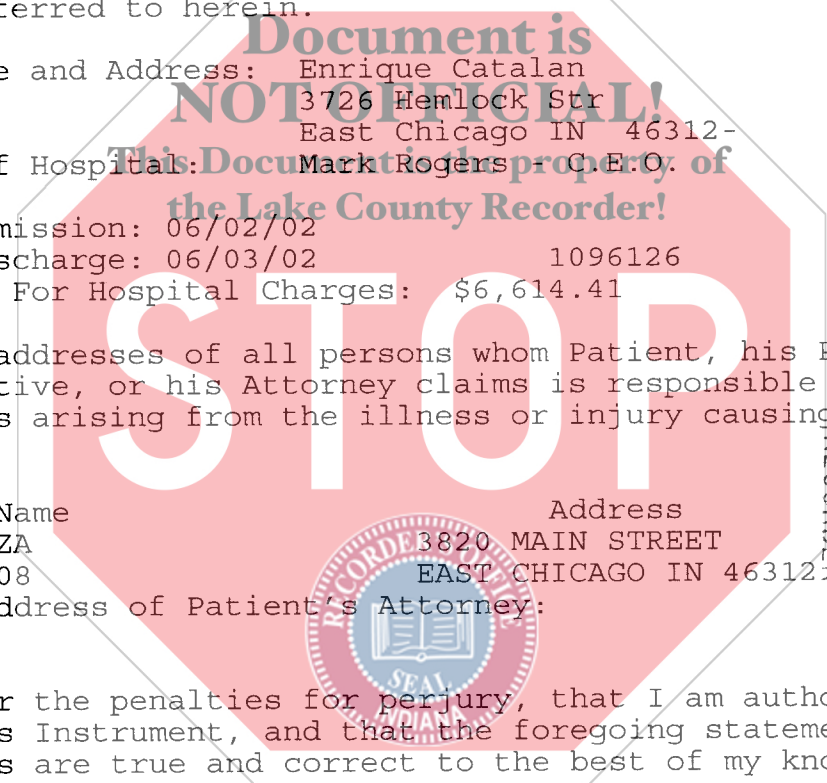 terred to herein.
Document is
e and Address: Enrique Catalan
NOT OFFICIAL!
3726 Hemlock Str
East Chicago IN 46312-
f Hospital: Mark Rogers - C.E.O.
This Document is the property of
the Lake County Recorder!
mission: 06/02/02
scharge: 06/03/02 1096126
For Hospital Charges: $6,614.41
STOP
addresses of all persons whom Patient, his P
tive, or his Attorney claims is responsible
s arising from the illness or injury causing
Name Address
ZA 3820 MAIN STREET
08 EAST CHICAGO IN 46312
ddress of Patient's Attorney:
RECORDER'S OFFICE
SEAL
INDIANA
r the penalties for perjury, that I am autho
s Instrument, and that the foregoing stateme
s are true and correct to the best of my kno